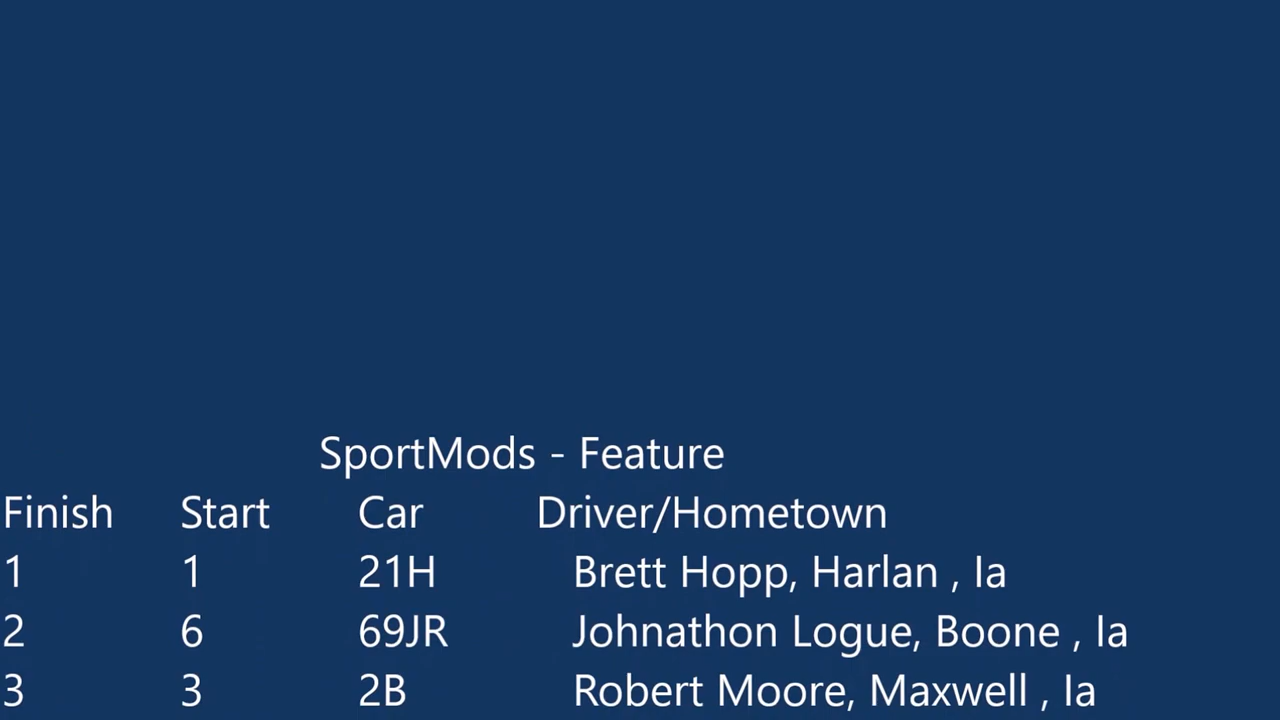 SportMods - Feature
Finish Start Car Driver/Hometown
1 1 21H Brett Hopp, Harlan , Ia
2 6 69JR Johnathon Logue, Boone , Ia
3 3 2B Robert Moore, Maxwell , Ia